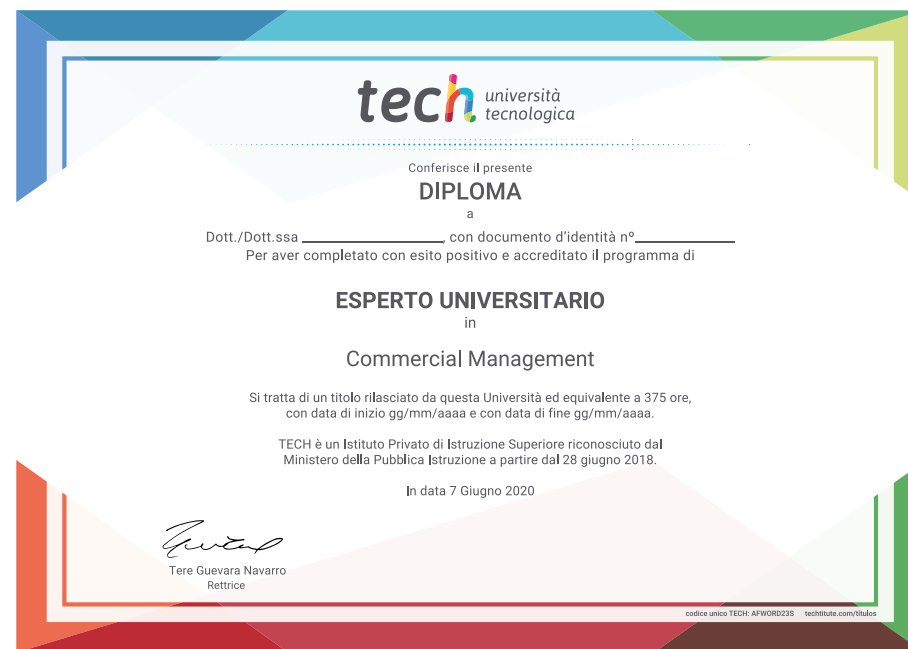 tech università
tecnologica
Conferisce il presente
DIPLOMA
a
Dott./Dott.ssa ______________, con documento d'identità nº__________
Per aver completato con esito positivo e accreditato il programma di
ESPERTO UNIVERSITARIO
in
Commercial Management
Si tratta di un titolo rilasciato da questa Università ed equivalente a 375 ore,
con data di inizio gg/mm/aaaa e con data di fine gg/mm/aaaa.
TECH è un Istituto Privato di Istruzione Superiore riconosciuto dal
Ministero della Pubblica Istruzione a partire dal 28 giugno 2018.
In data 7 Giugno 2020
Tere Guevara Navarro
Rettrice
codice unico TECH: AFWORD23S techtitute.com/títulos